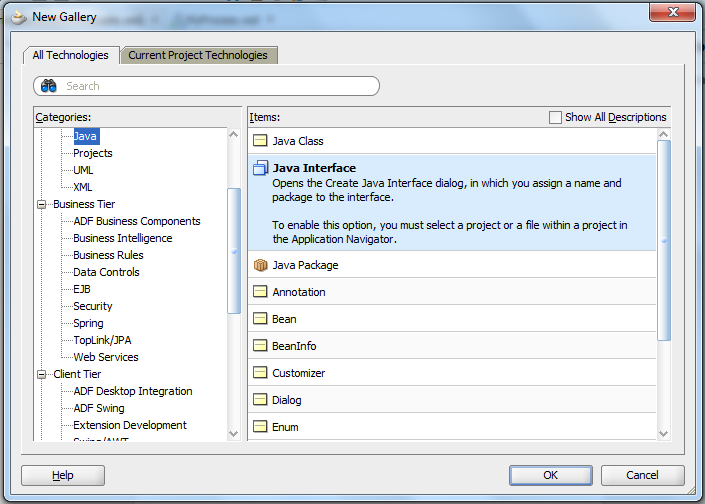 New Gallery
All Technologies
Current Project Technologies
Search
Categories:
Java
Projects
UML
XML
Business Tier
ADF Business Components
Business Intelligence
Business Rules
Data Controls
EJB
Security
Spring
TopLink/JPA
Web Services
Client Tier
ADF Desktop Integration
ADF Swing
Extension Development
Swing/AWT
Items:
Show All Descriptions
Java Class
Java Interface
Opens the Create Java Interface dialog, in which you assign a name and
package to the interface.
To enable this option, you must select a project or a file within a project in
the Application Navigator.
Java Package
Annotation
Bean
BeanInfo
Customizer
Dialog
Enum
Help
OK
Cancel